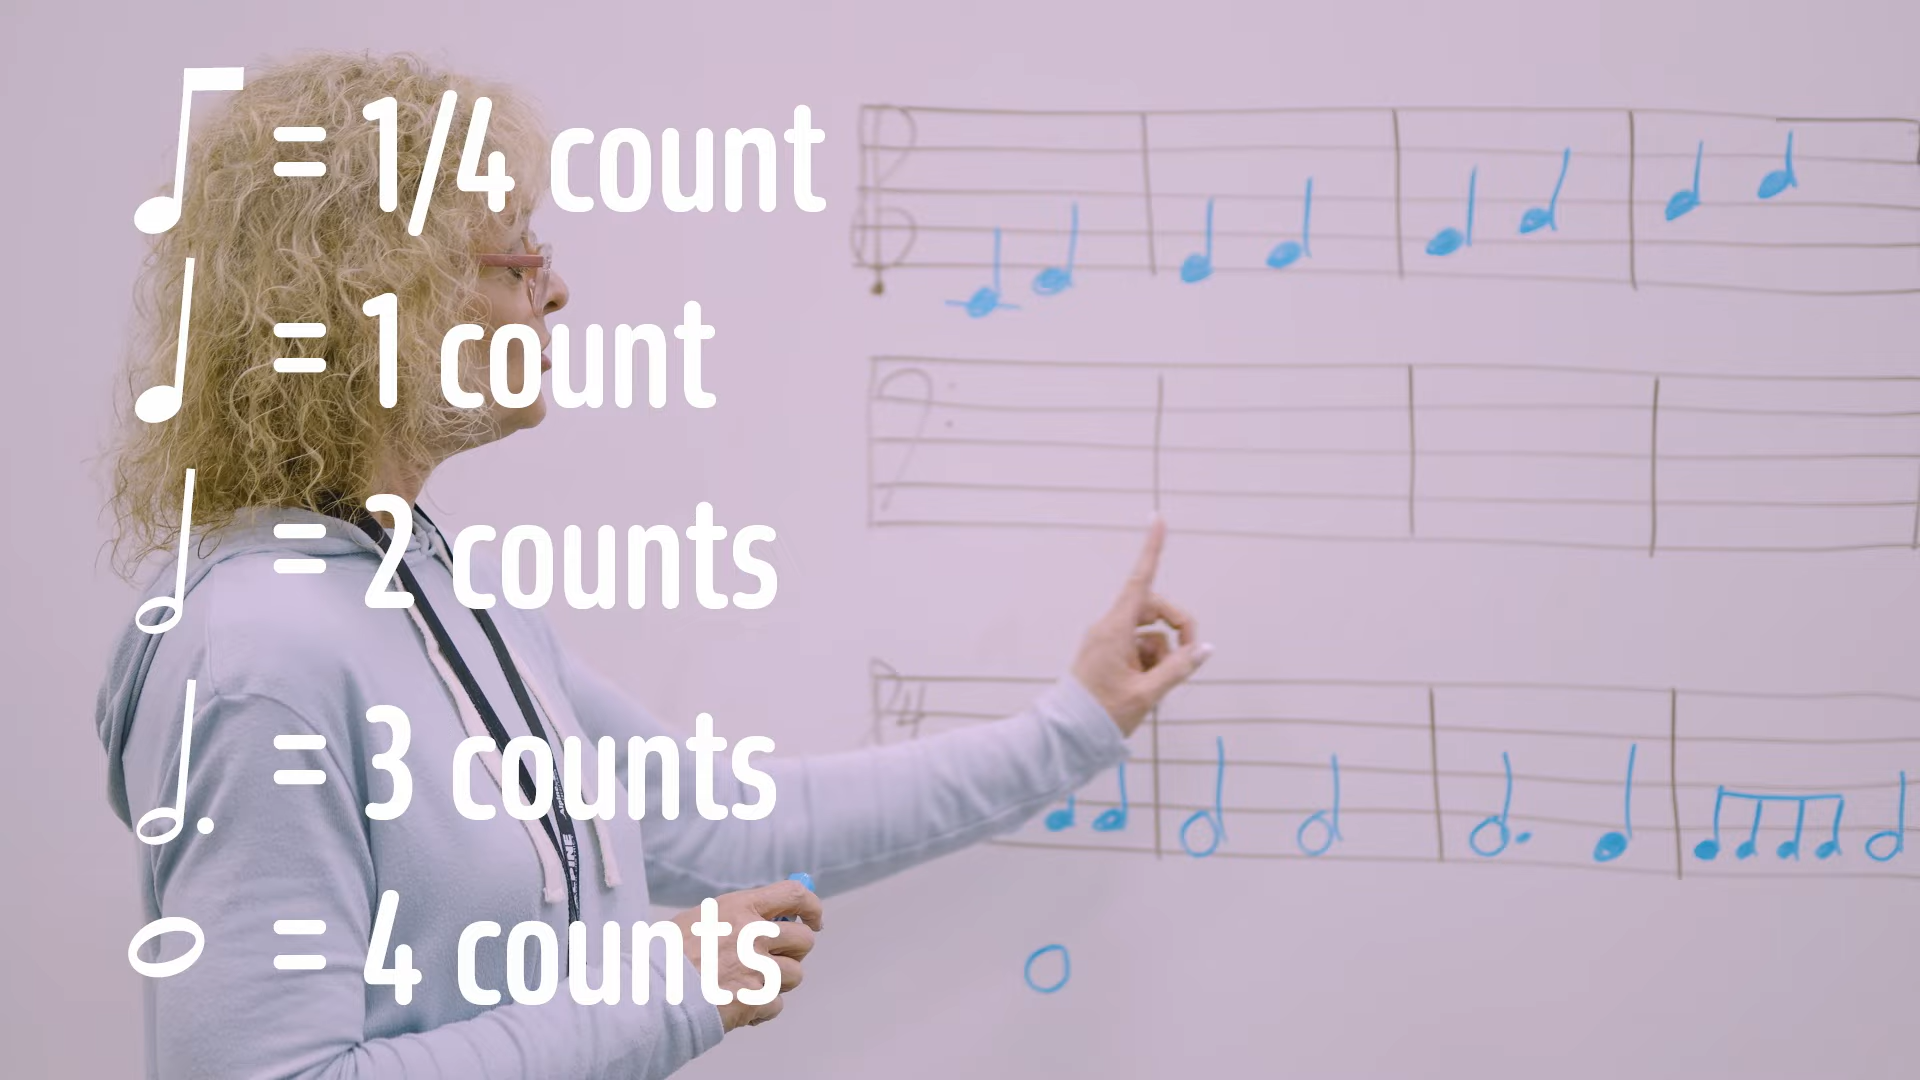 = 1/4 count
= 1 count
= 2 counts
= 3 counts
= 4 counts